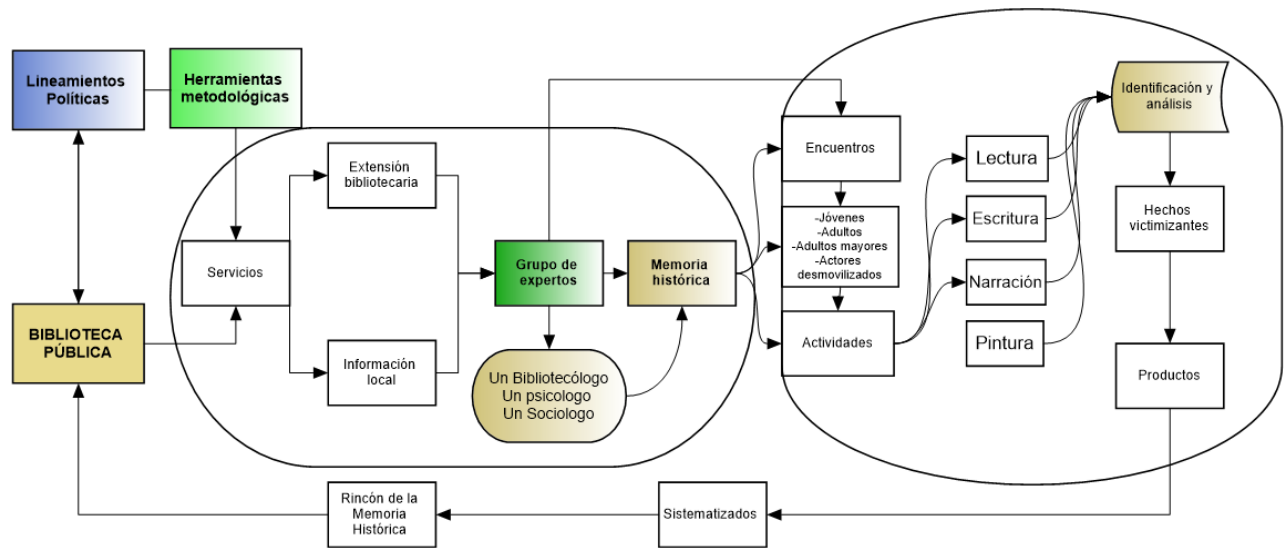 Lineamientos
Políticas
Herramientas
metodológicas
BIBLIOTECA
PÚBLICA
Servicios
Extensión
bibliotecaria
Información
local
Grupo de
expertos
Un Bibliotecólogo
Un psicologo
Un Sociologo
Memoria
histórica
Encuentros
-Jóvenes
-Adultos
-Adultos mayores
-Actores
desmovilizados
Actividades
Lectura
Escritura
Narración
Pintura
Identificación y
análisis
Hechos
victimizantes
Productos
Sistematizados
Rincón de la
Memoria
Histórica